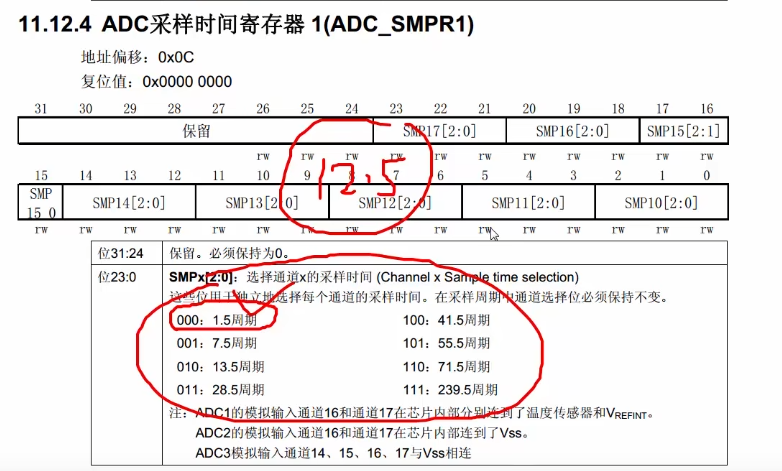 11.12.4 ADC采样时间寄存器 1(ADC_SMPR1)
地址偏移：0x0C
复位值：0x0000 0000
31 30 29 28 27 26 25 24 23 22 21 20 19 18 17 16
保留 SMP17[2:0] SMP16[2:0] SMP15[2:1]
rw rw rw rw rw rw rw rw rw rw rw
12.5
15 14 13 12 11 10 9 8 7 6 5 4 3 2 1 0
SMP
15_0 SMP14[2:0] SMP13[2:0] SMP12[2:0] SMP11[2:0] SMP10[2:0]
rw rw rw rw rw rw rw rw rw rw rw rw rw rw rw rw
位31:24 保留。必须保持为0。
位23:0 SMPx[2:0]：选择通道x的采样时间 (Channel x Sample time selection)
这些位用于独立地选择每个通道的采样时间。在采样周期中通道选择位必须保持不变。
000：1.5周期 100：41.5周期
001：7.5周期 101：55.5周期
010：13.5周期 110：71.5周期
011：28.5周期 111：239.5周期
注：ADC1的模拟输入通道16和通道17在芯片内部分别连到了温度传感器和VREFINT。
ADC2的模拟输入通道16和通道17在芯片内部连到了Vss。
ADC3模拟输入通道14、15、16、17与Vss相连